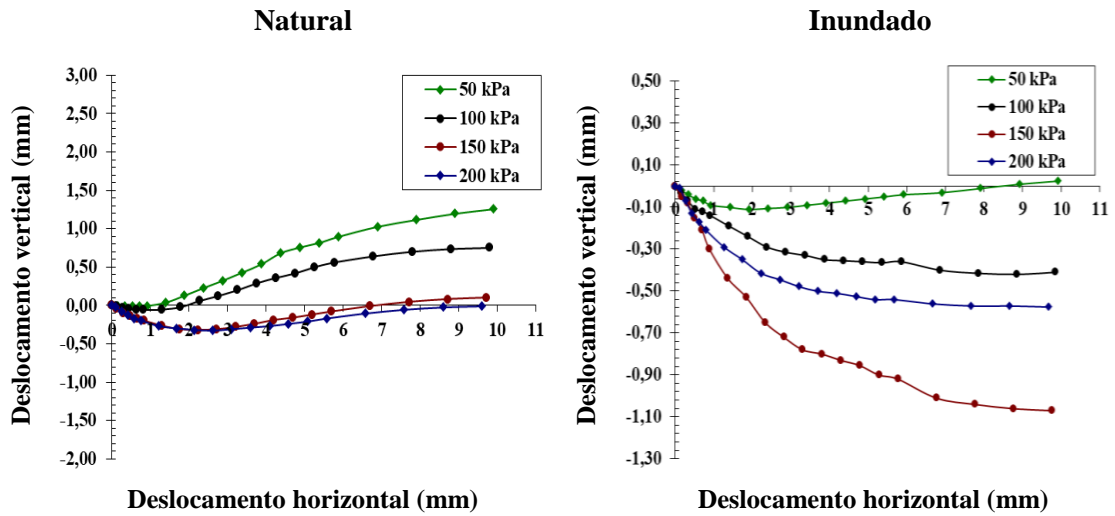 Natural
Deslocamento vertical (mm)
3,00
2,50
2,00
1,50
1,00
0,50
0,00
-0,50
-1,00
-1,50
-2,00
0 1 2 3 4 5 6 7 8 9 10 11
50 kPa
100 kPa
150 kPa
200 kPa
Deslocamento horizontal (mm)
Inundado
Deslocamento vertical (mm)
0,50
0,30
0,10
-0,10
-0,30
-0,50
-0,70
-0,90
-1,10
-1,30
0 1 2 3 4 5 6 7 8 9 10 11
50 kPa
100 kPa
150 kPa
200 kPa
Deslocamento horizontal (mm)